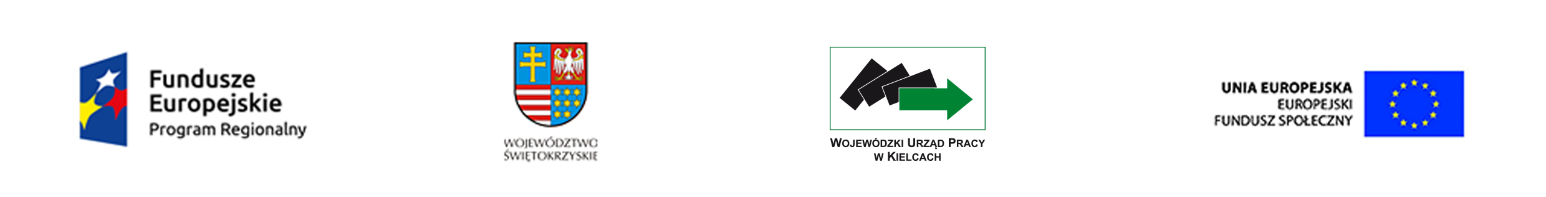 Fundusze
Europejskie
Program Regionalny
WOJEWÓDZTWO
ŚWIĘTOKRZYSKIE
WOJEWÓDZKI URZĄD PRACY
W KIELCACH
UNIA EUROPEJSKA
EUROPEJSKI
FUNDUSZ SPOŁECZNY